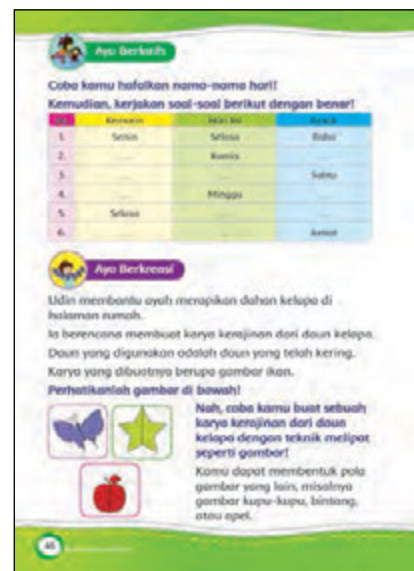 Ayo Berlatih
Coba kamu hafalkan nama-nama hari!
Kemudian, kerjakan soal-soal berikut dengan benar!
No. Kemarin Hari Ini Besok
1. Senin Selasa Rabu
2. .... Kamis ....
3. .... .... Sabtu
4. .... Minggu ....
5. Selasa .... ....
6. .... .... Jumat
Ayo Berkreasi
Udin membantu ayah merapikan dahan kelapa di
halaman rumah.
Ia berencana membuat karya kerajinan dari daun kelapa.
Daun yang digunakan adalah daun yang telah kering.
Karya yang dibuatnya berupa gambar ikan.
Perhatikanlah gambar di bawah!
Nah, coba kamu buat sebuah
karya kerajinan dari daun
kelapa dengan teknik melipat
seperti gambar!
Kamu dapat membentuk pola
gambar yang lain, misalnya
gambar kupu-kupu, bintang,
atau apel.
46